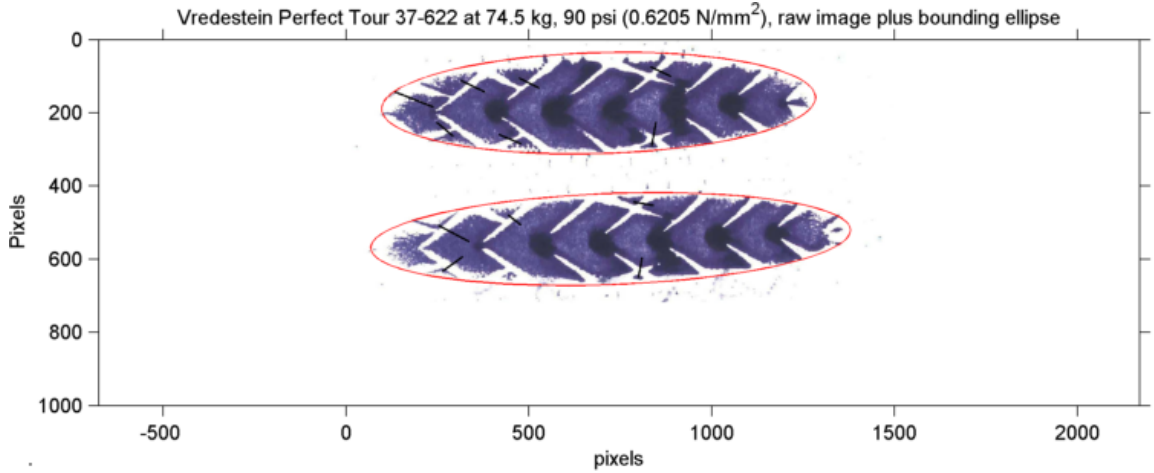 Vredestein Perfect Tour 37-622 at 74.5 kg, 90 psi (0.6205 N/mm²), raw image plus bounding ellipse
0
200
400
600
800
1000
Pixels
-500 0 500 1000 1500 2000
pixels